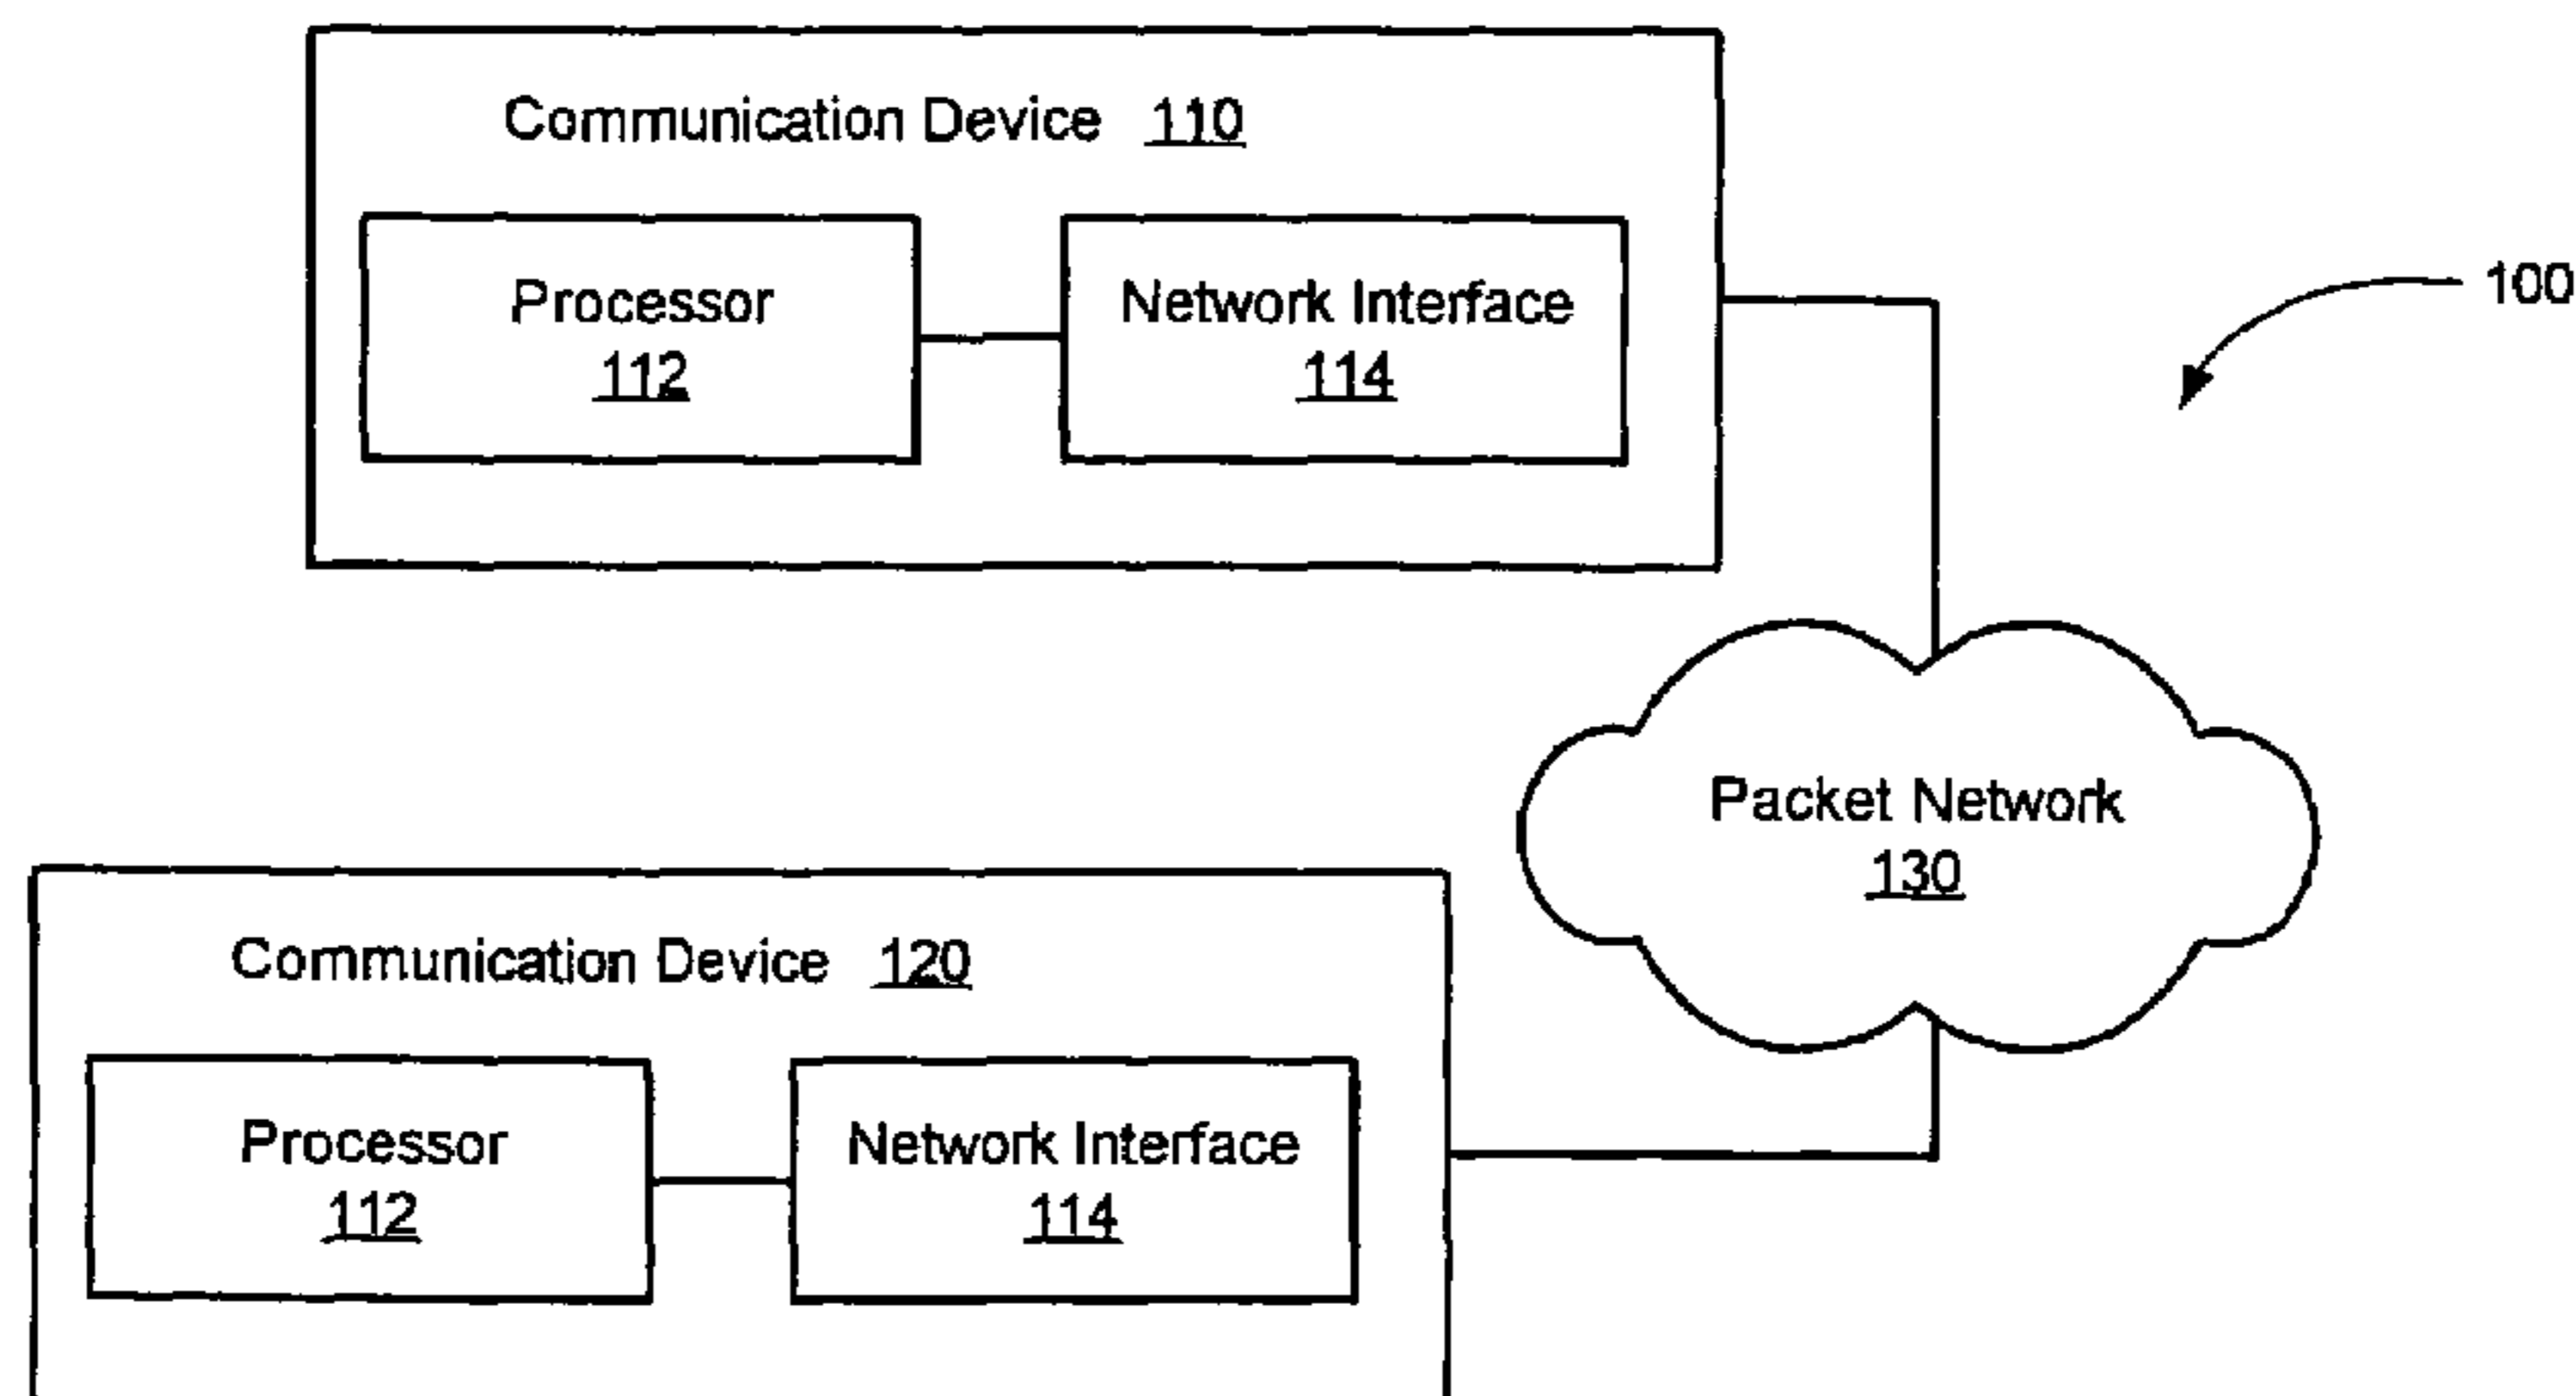 Communication Device 110
Processor
112
Network Interface
114
100
Packet Network
130
Communication Device 120
Processor
112
Network Interface
114